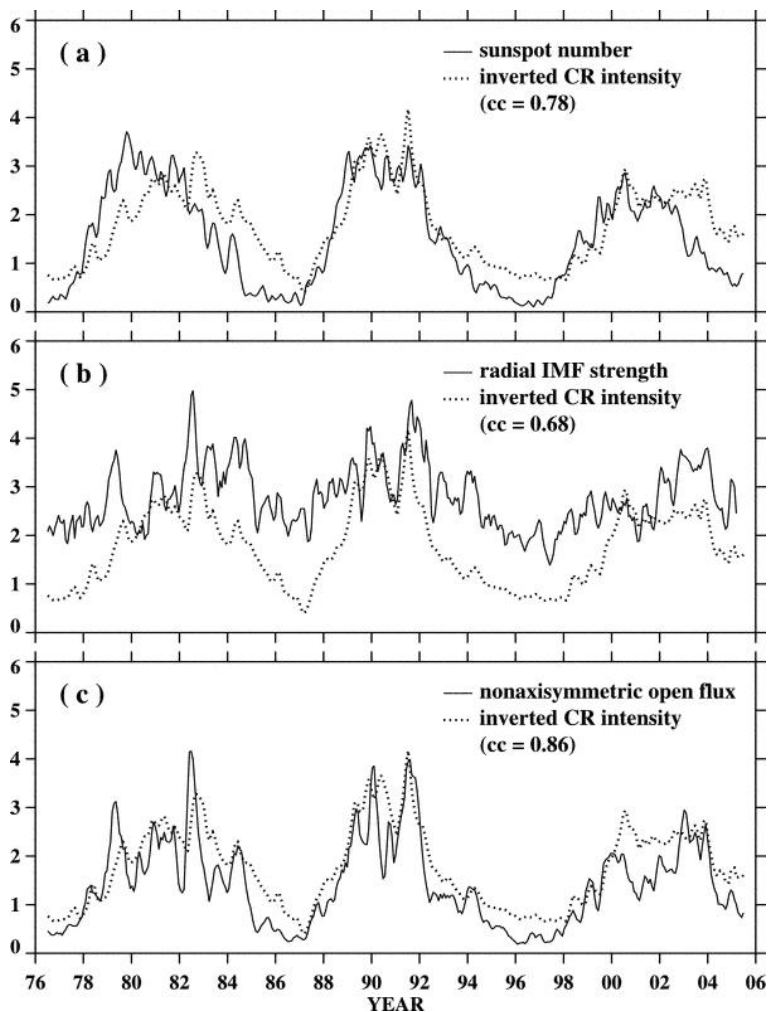 6
( a )
sunspot number
5
inverted CR intensity
(cc = 0.78)
4
3
2
1
0
6
( b )
radial IMF strength
5
inverted CR intensity
(cc = 0.68)
4
3
2
1
0
6
( c )
nonaxisymmetric open flux
5
inverted CR intensity
(cc = 0.86)
4
3
2
1
0
76 78 80 82 84 86 88 90 92 94 96 98 00 02 04 06
YEAR